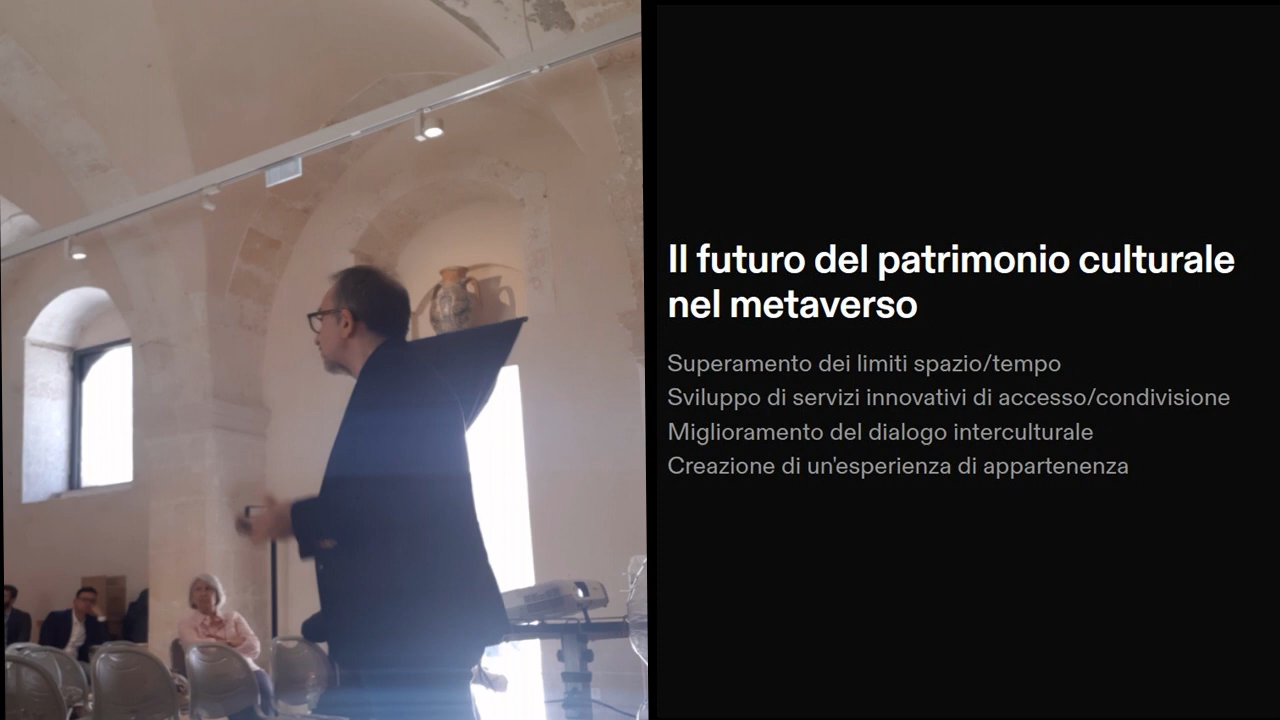 Il futuro del patrimonio culturale
nel metaverso
Superamento dei limiti spazio/tempo
Sviluppo di servizi innovativi di accesso/condivisione
Miglioramento del dialogo interculturale
Creazione di un'esperienza di appartenenza